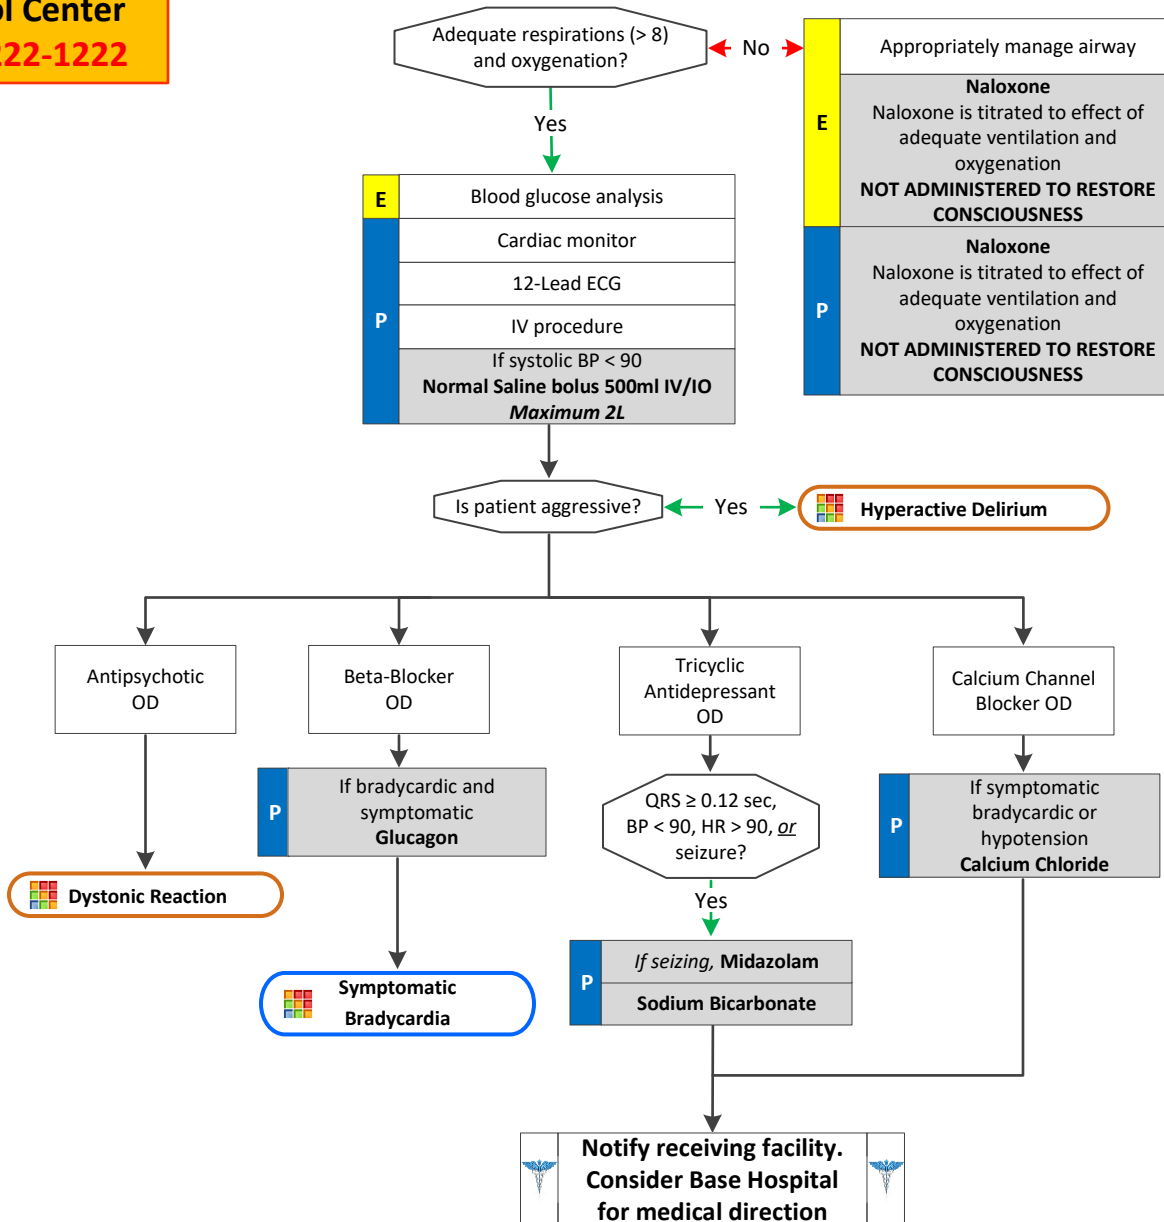 Center
222-1222
Adequate respirations (> 8)
and oxygenation?
No
Yes
E
Appropriately manage airway
Naloxone
Naloxone is titrated to effect of
adequate ventilation and
oxygenation
NOT ADMINISTERED TO RESTORE
CONSCIOUSNESS
P
Naloxone
Naloxone is titrated to effect of
adequate ventilation and
oxygenation
NOT ADMINISTERED TO RESTORE
CONSCIOUSNESS
E
Blood glucose analysis
P
Cardiac monitor
12-Lead ECG
IV procedure
If systolic BP < 90
Normal Saline bolus 500ml IV/IO
Maximum 2L
Is patient aggressive?
Yes
Hyperactive Delirium
Antipsychotic
OD
Beta-Blocker
OD
Tricyclic
Antidepressant
OD
Calcium Channel
Blocker OD
P
If bradycardic and
symptomatic
Glucagon
QRS ≥ 0.12 sec,
BP < 90, HR > 90, or
seizure?
P
If symptomatic
bradycardic or
hypotension
Calcium Chloride
Dystonic Reaction
Yes
P
If seizing, Midazolam
Sodium Bicarbonate
Symptomatic
Bradycardia
Notify receiving facility.
Consider Base Hospital
for medical direction